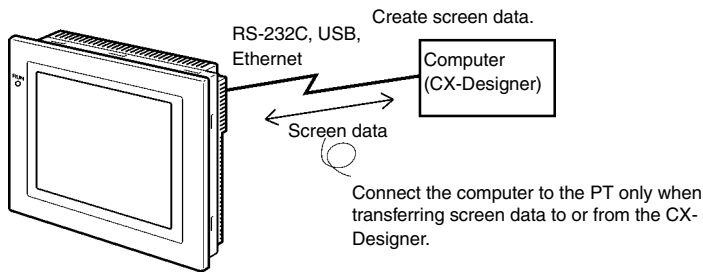 Create screen data.
RS-232C, USB,
Ethernet
Computer
(CX-Designer)
RUN
Screen data
Connect the computer to the PT only when
transferring screen data to or from the CX-
Designer.